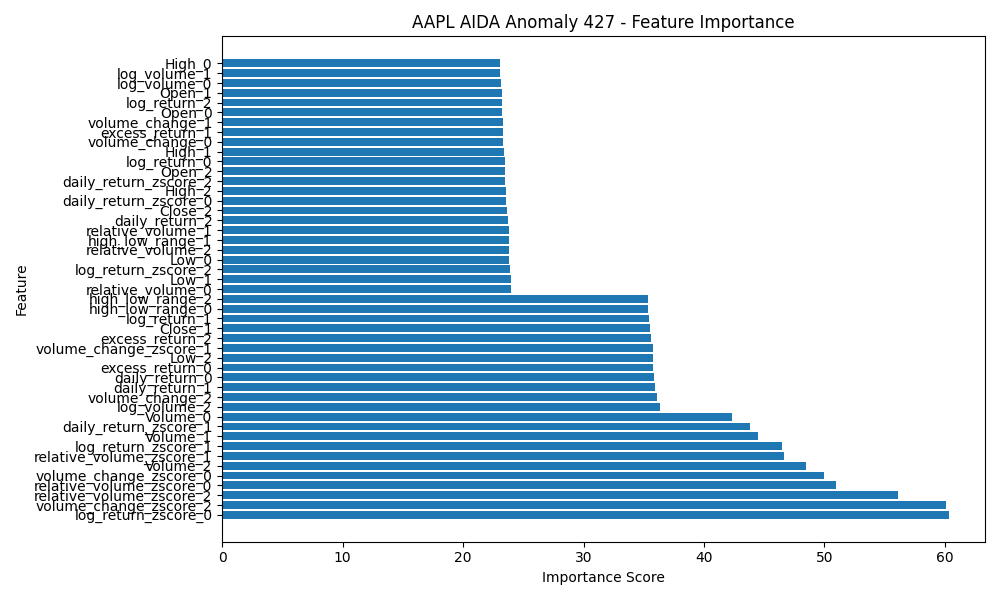 AAPL AIDA Anomaly 427 - Feature Importance
High_0
log_volume_1
log_volume_0
Open_1
log_return_2
Open_0
volume_change_1
excess_return_1
volume_change_0
High_1
log_return_0
Open_2
daily_return_zscore_2
High_2
daily_return_zscore_0
Close_2
daily_return_2
relative_volume_1
high_low_range_1
relative_volume_2
Low_0
log_return_zscore_2
Low_1
relative_volume_0
high_low_range_2
high_low_range_0
log_return_1
Close_1
excess_return_2
volume_change_zscore_1
Low_2
excess_return_0
daily_return_0
daily_return_1
volume_change_2
log_volume_2
Volume_0
daily_return_zscore_1
Volume_1
log_return_zscore_1
relative_volume_zscore_1
Volume_2
volume_change_zscore_0
relative_volume_zscore_0
relative_volume_zscore_2
volume_change_zscore_2
log_return_zscore_0
Feature
0 10 20 30 40 50 60
Importance Score